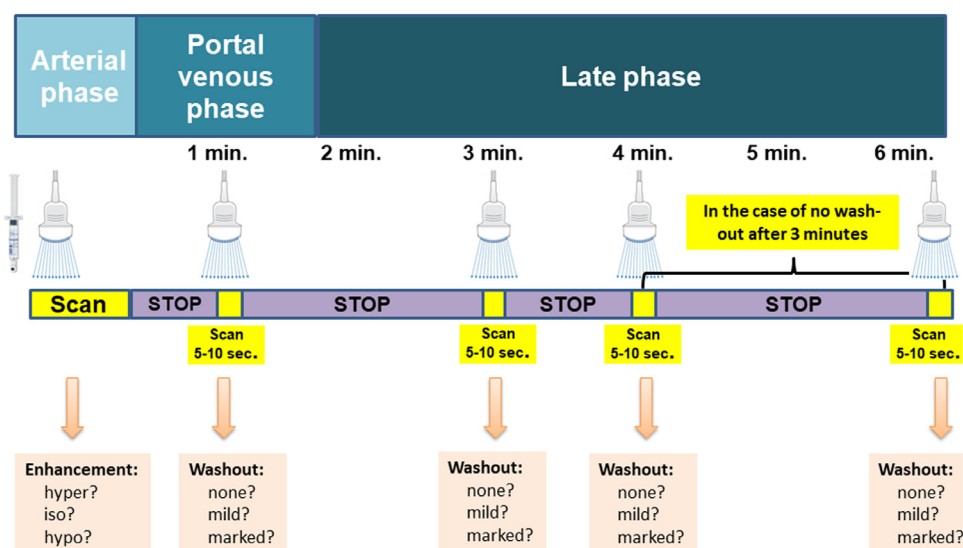 Arterial
phase
Portal
venous
phase
Late phase
1 min.
2 min.
3 min.
4 min.
5 min.
6 min.
In the case of no wash-
out after 3 minutes
Scan
STOP
STOP
STOP
STOP
Scan
5-10 sec.
Scan
5-10 sec.
Scan
5-10 sec.
Scan
5-10 sec.
Enhancement:
hyper?
iso?
hypo?
Washout:
none?
mild?
marked?
Washout:
none?
mild?
marked?
Washout:
none?
mild?
marked?
Washout:
none?
mild?
marked?